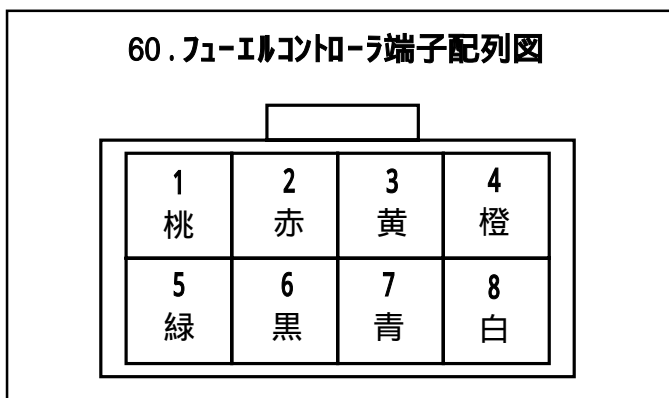 60.フューエルコントローラ端子配列図
1 2 3 4
桃 赤 黄 橙
5 6 7 8
緑 黒 青 白